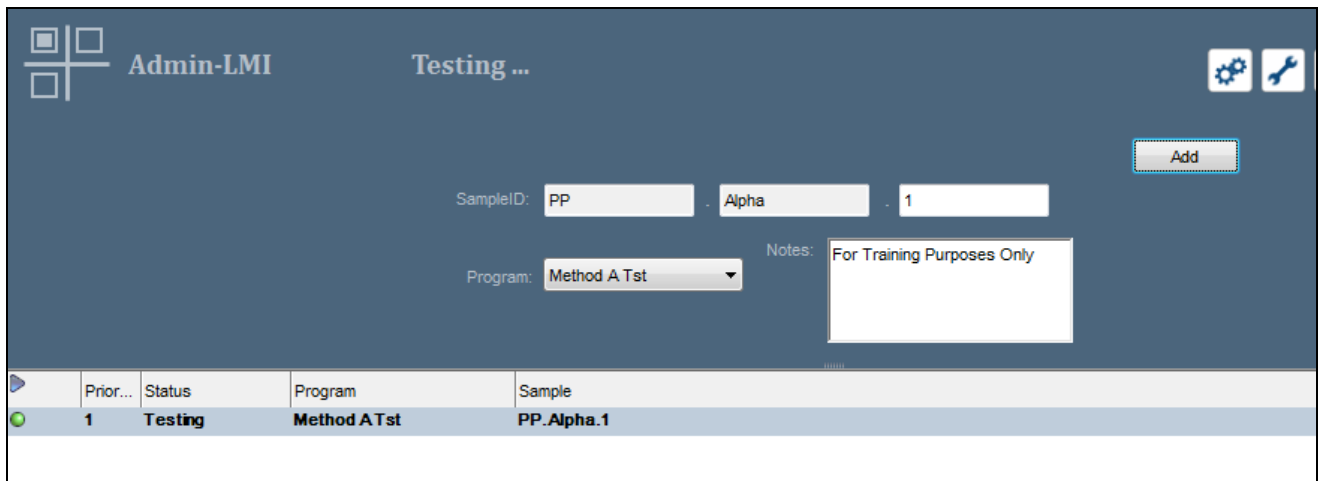 Admin-LMI Testing ...
Add
SampleID: PP . Alpha . 1
Notes: For Training Purposes Only
Program: Method A Tst
Prior... Status Program Sample
1 Testing Method A Tst PP.Alpha.1